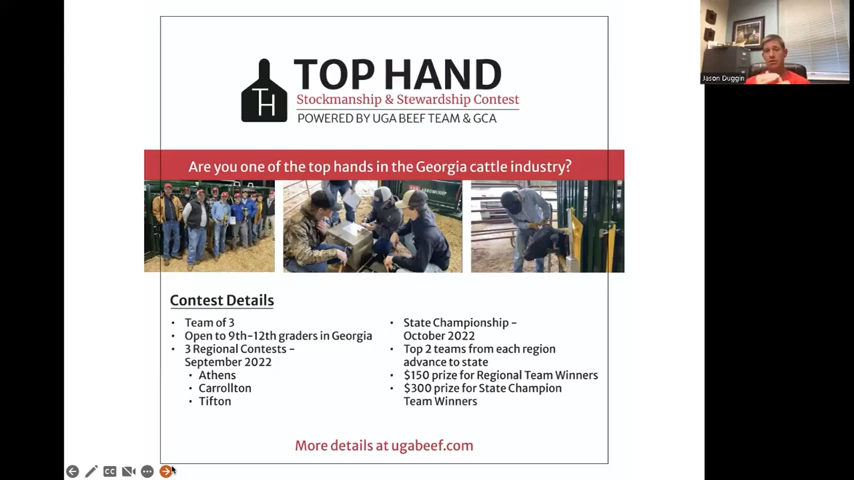 TOP HAND
TH
Stockmanship & Stewardship Contest
POWERED BY UGA BEEF TEAM & GCA
Are you one of the top hands in the Georgia cattle industry?
Contest Details
• Team of 3
• Open to 9th-12th graders in Georgia
• 3 Regional Contests -
September 2022
• Athens
• Carrollton
• Tifton
• State Championship -
October 2022
• Top 2 teams from each region
advance to state
• $150 prize for Regional Team Winners
• $300 prize for State Champion
Team Winners
More details at ugabeef.com
Jason Duggin
CC